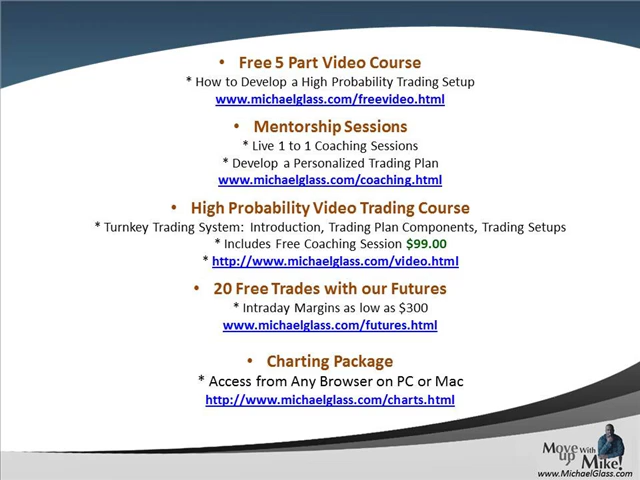 • Free 5 Part Video Course
* How to Develop a High Probability Trading Setup
www.michaelglass.com/freevideo.html
• Mentorship Sessions
* Live 1 to 1 Coaching Sessions
* Develop a Personalized Trading Plan
www.michaelglass.com/coaching.html
• High Probability Video Trading Course
* Turnkey Trading System: Introduction, Trading Plan Components, Trading Setups
* Includes Free Coaching Session $99.00
* http://www.michaelglass.com/video.html
• 20 Free Trades with our Futures
* Intraday Margins as low as $300
www.michaelglass.com/futures.html
• Charting Package
* Access from Any Browser on PC or Mac
http://www.michaelglass.com/charts.html
Move up With Mike!
www.MichaelGlass.com